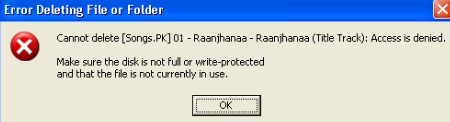 Error Deleting File or Folder
Cannot delete [Songs.PK] 01 - Raanjhanaa - Raanjhanaa (Title Track): Access is denied.
Make sure the disk is not full or write-protected
and that the file is not currently in use.
OK